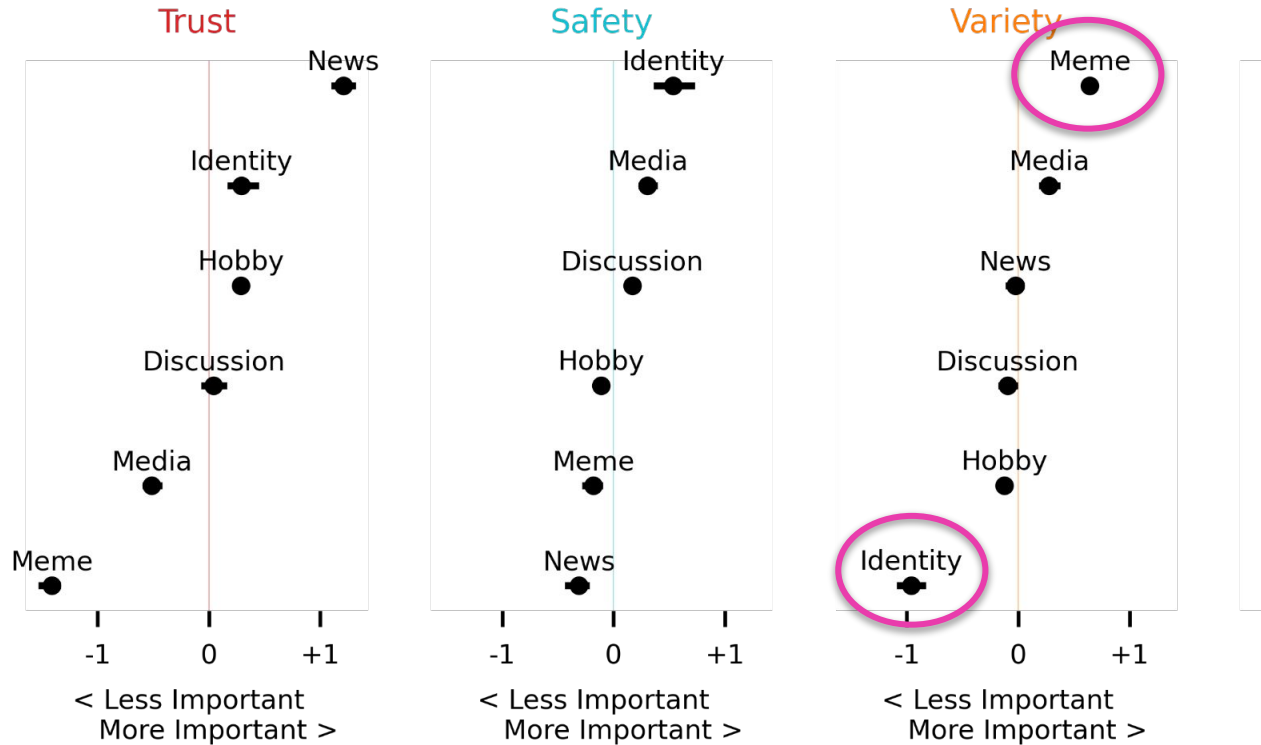 Trust
News
Identity
Hobby
Discussion
Media
Meme
-1 0 +1
< Less Important
More Important >
Safety
Identity
Media
Discussion
Hobby
Meme
News
-1 0 +1
< Less Important
More Important >
Variety
Meme
Media
News
Discussion
Hobby
Identity
-1 0 +1
< Less Important
More Important >